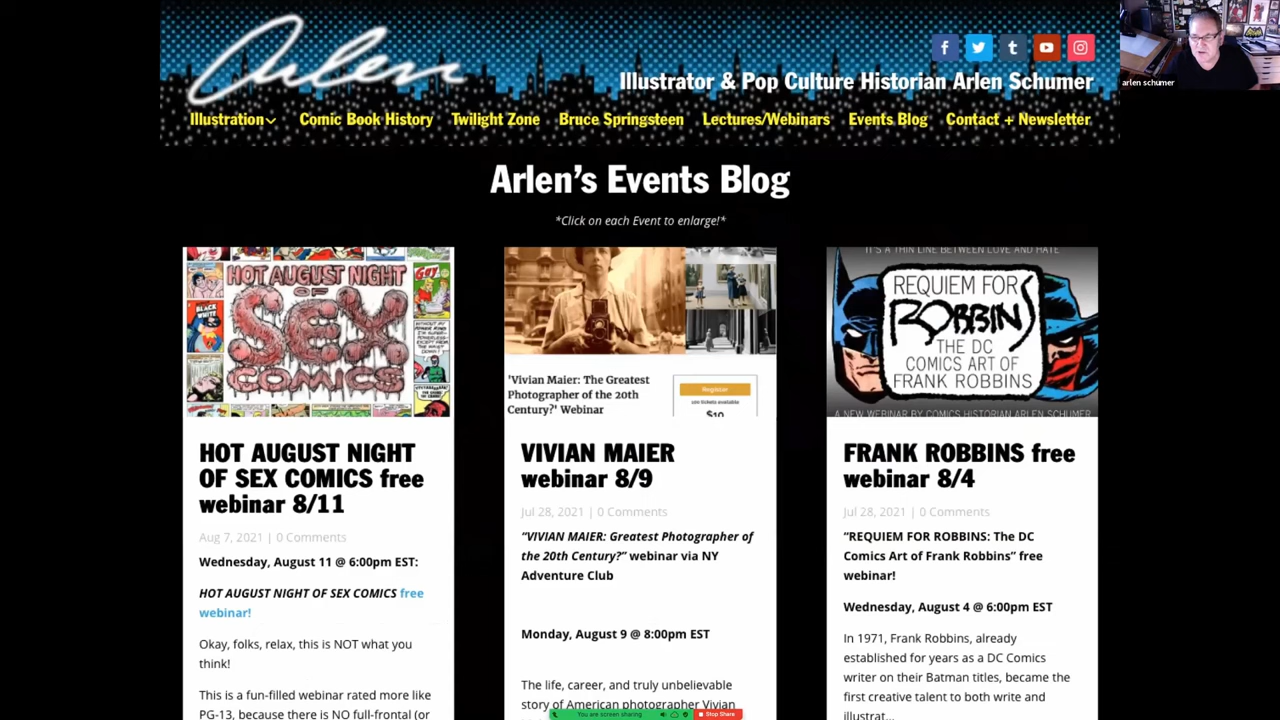 Arlen
Illustrator & Pop Culture Historian Arlen Schumer
Illustration Comic Book History Twilight Zone Bruce Springsteen Lectures/Webinars Events Blog Contact + Newsletter
arlen schumer
Arlen's Events Blog
*Click on each Event to enlarge!*
HOT AUGUST NIGHT
OF
SEX
COMICS
HOT AUGUST NIGHT
OF SEX COMICS free
webinar 8/11
Aug 7, 2021 | 0 Comments
Wednesday, August 11 @ 6:00pm EST:
HOT AUGUST NIGHT OF SEX COMICS free
webinar!
Okay, folks, relax, this is NOT what you
think!
This is a fun-filled webinar rated more like
PG-13, because there is NO full-frontal (or
'Vivian Maier: The Greatest
Photographer of the 20th
Century?' Webinar
Register
$10
VIVIAN MAIER
webinar 8/9
Jul 28, 2021 | 0 Comments
"VIVIAN MAIER: Greatest Photographer of
the 20th Century?" webinar via NY
Adventure Club
Monday, August 9 @ 8:00pm EST
The life, career, and truly unbelievable
story of American photographer Vivian
IT'S A THIN LINE BETWEEN LOVE AND HATE
REQUIEM FOR
ROBBINS
THE DC
COMICS ART OF
FRANK ROBBINS
A NEW WEBINAR BY COMICS HISTORIAN ARLEN SCHUMER
FRANK ROBBINS free
webinar 8/4
Jul 28, 2021 | 0 Comments
"REQUIEM FOR ROBBINS: The DC
Comics Art of Frank Robbins" free
webinar!
Wednesday, August 4 @ 6:00pm EST
In 1971, Frank Robbins, already
established for years as a DC Comics
writer on their Batman titles, became the
first creative talent to both write and
illustrat...
You are screen sharing
Stop Share